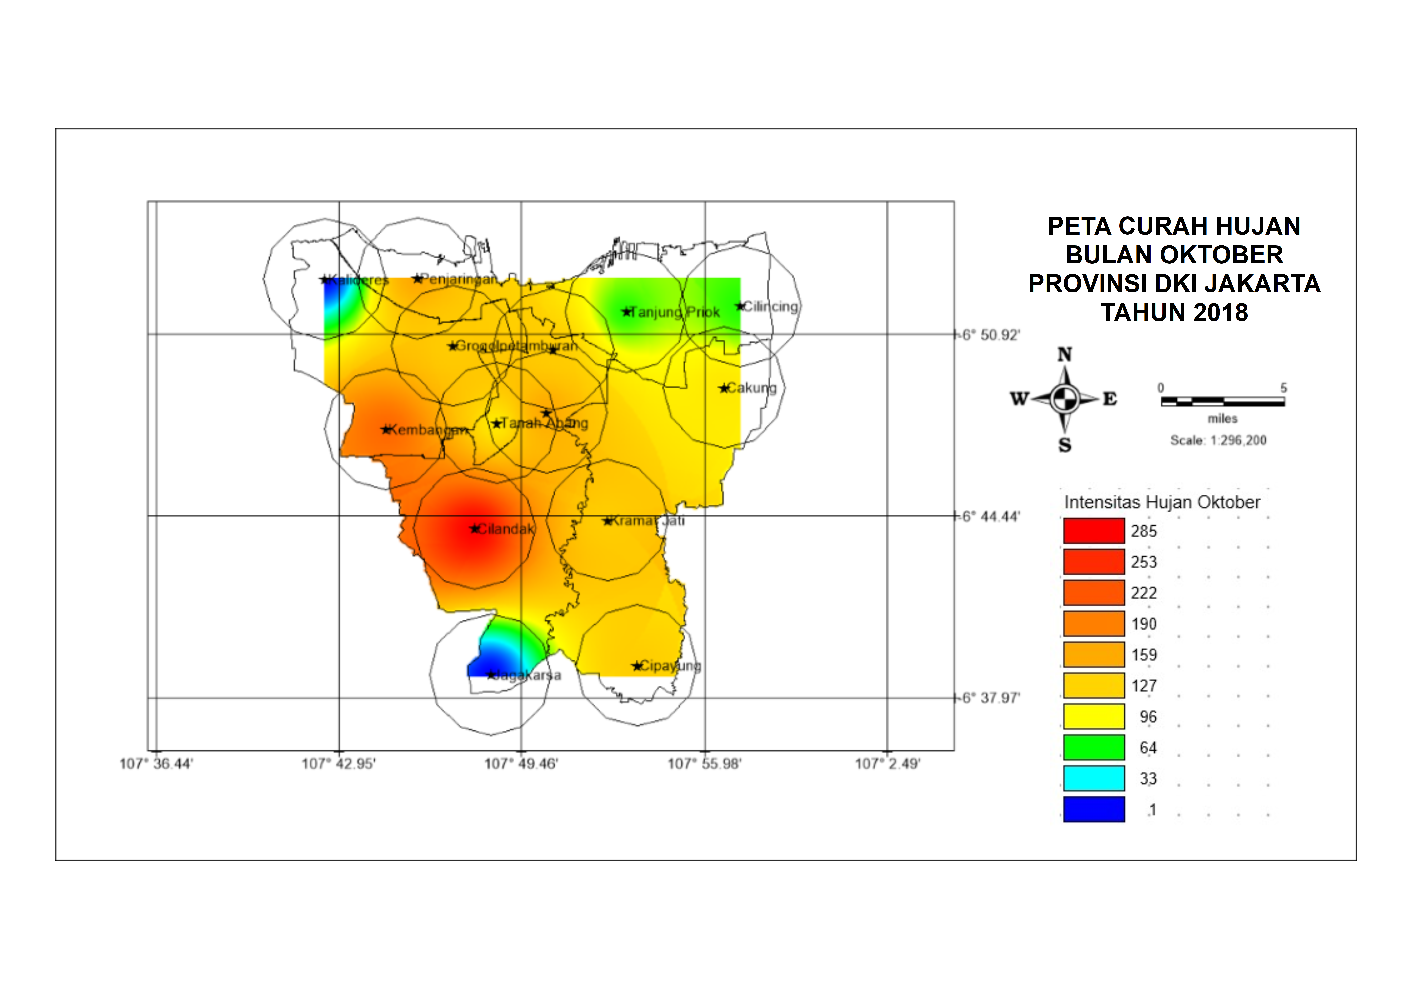 PETA CURAH HUJAN
BULAN OKTOBER
PROVINSI DKI JAKARTA
TAHUN 2018
Kalideres
Penjaringan
Tanjung Priok
Cilincing
Grogolpetamburan
Cakung
Kembangan
Tanah Abang
Cilandak
Kramat Jati
Jagakarsa
Cipayung
-6° 50.92'
-6° 44.44'
-6° 37.97'
107° 36.44'
107° 42.95'
107° 49.46'
107° 55.98'
107° 2.49'
N
W E
S
0 5
miles
Scale: 1:296,200
Intensitas Hujan Oktober
285
253
222
190
159
127
96
64
33
1